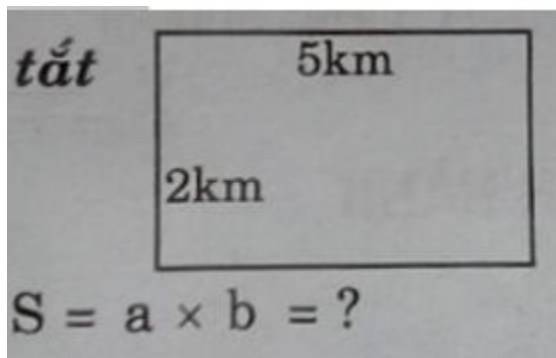 tắt
5km
2km
S = a × b = ?